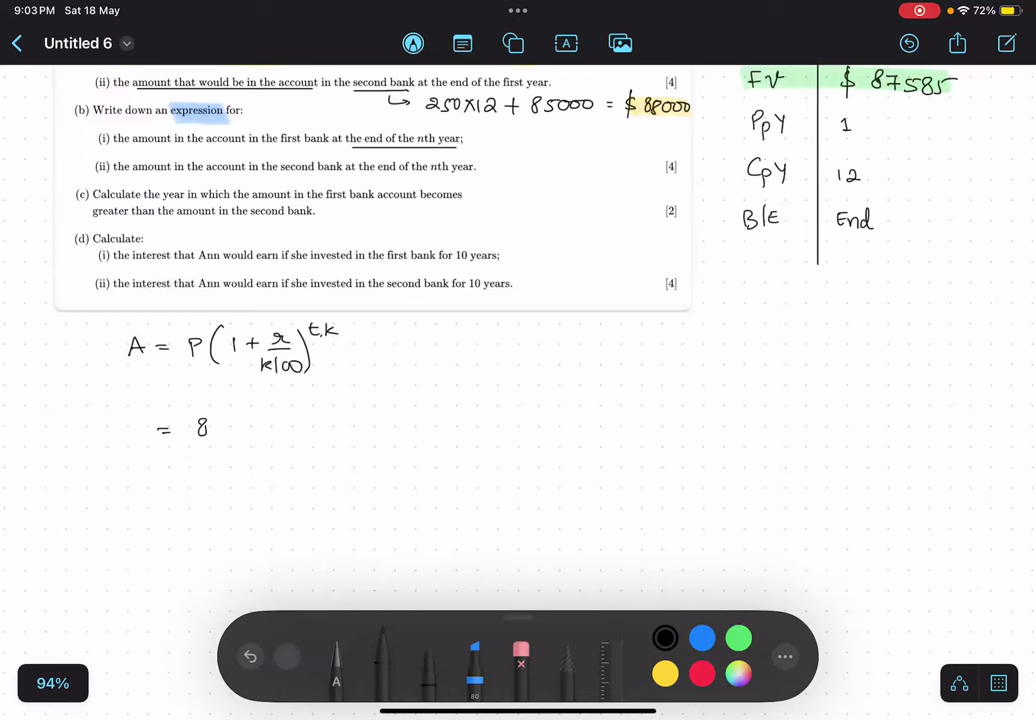 9:03 PM Sat 18 May
72%
Untitled 6
(ii) the amount that would be in the account in the second bank at the end of the first year. [4]
250×12 + 85000 = $ 88000
(b) Write down an expression for:
(i) the amount in the account in the first bank at the end of the nth year;
(ii) the amount in the account in the second bank at the end of the nth year. [4]
(c) Calculate the year in which the amount in the first bank account becomes
greater than the amount in the second bank. [2]
(d) Calculate:
(i) the interest that Ann would earn if she invested in the first bank for 10 years;
(ii) the interest that Ann would earn if she invested in the second bank for 10 years. [4]
FV $ 87585
PpY 1
CpY 12
B/E End
A = P(1 + r/k100)^t.k
= 8
A
80
94%